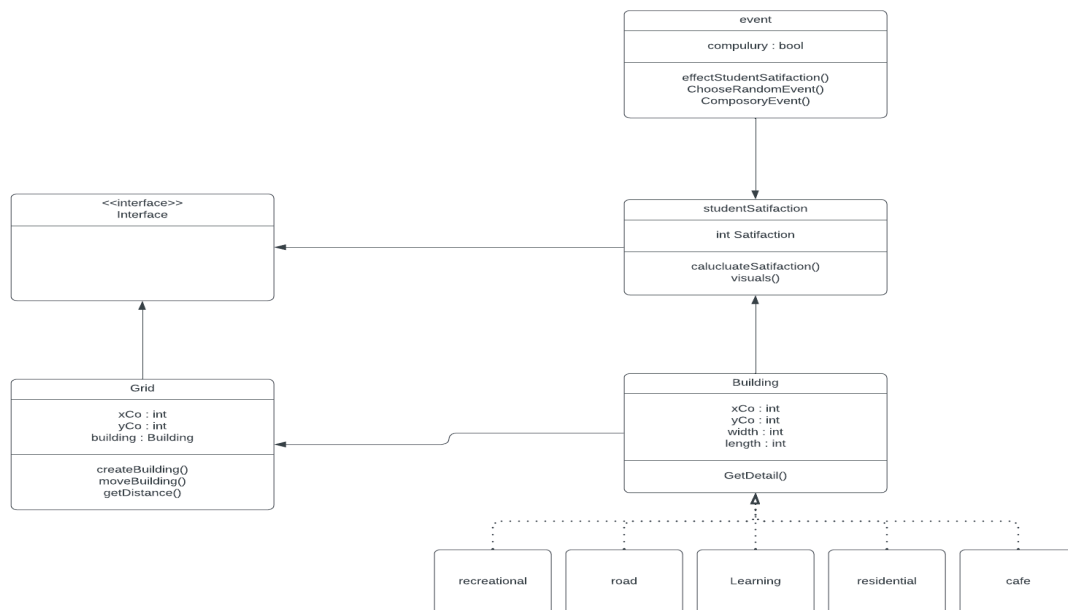 event
compulury : bool
effectStudentSatifaction()
ChooseRandomEvent()
ComposoryEvent()
<<interface>>
Interface
studentSatifaction
int Satifaction
calucluateSatifaction()
visuals()
Grid
xCo : int
yCo : int
building : Building
createBuilding()
moveBuilding()
getDistance()
Building
xCo : int
yCo : int
width : int
length : int
GetDetail()
recreational
road
Learning
residential
cafe